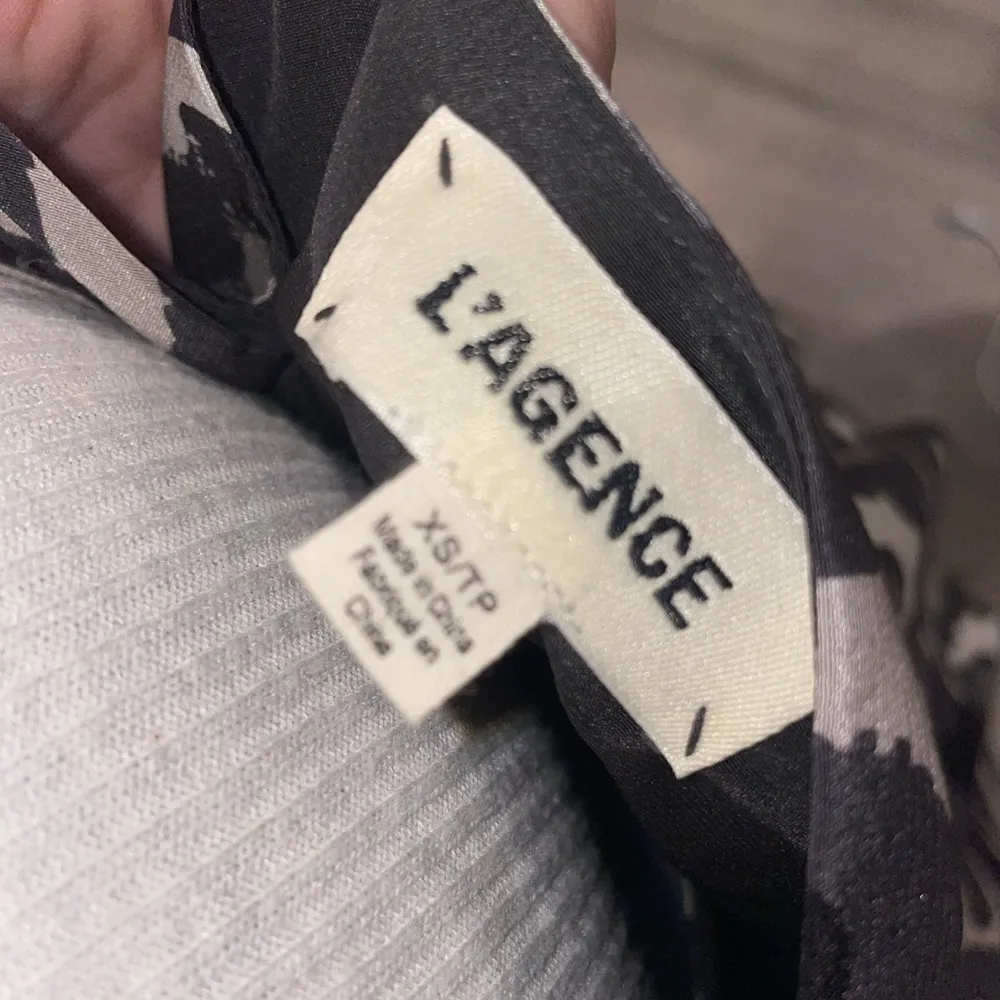 L'AGENCE
XS/TP
Made in China
Fabriqué en
Chine